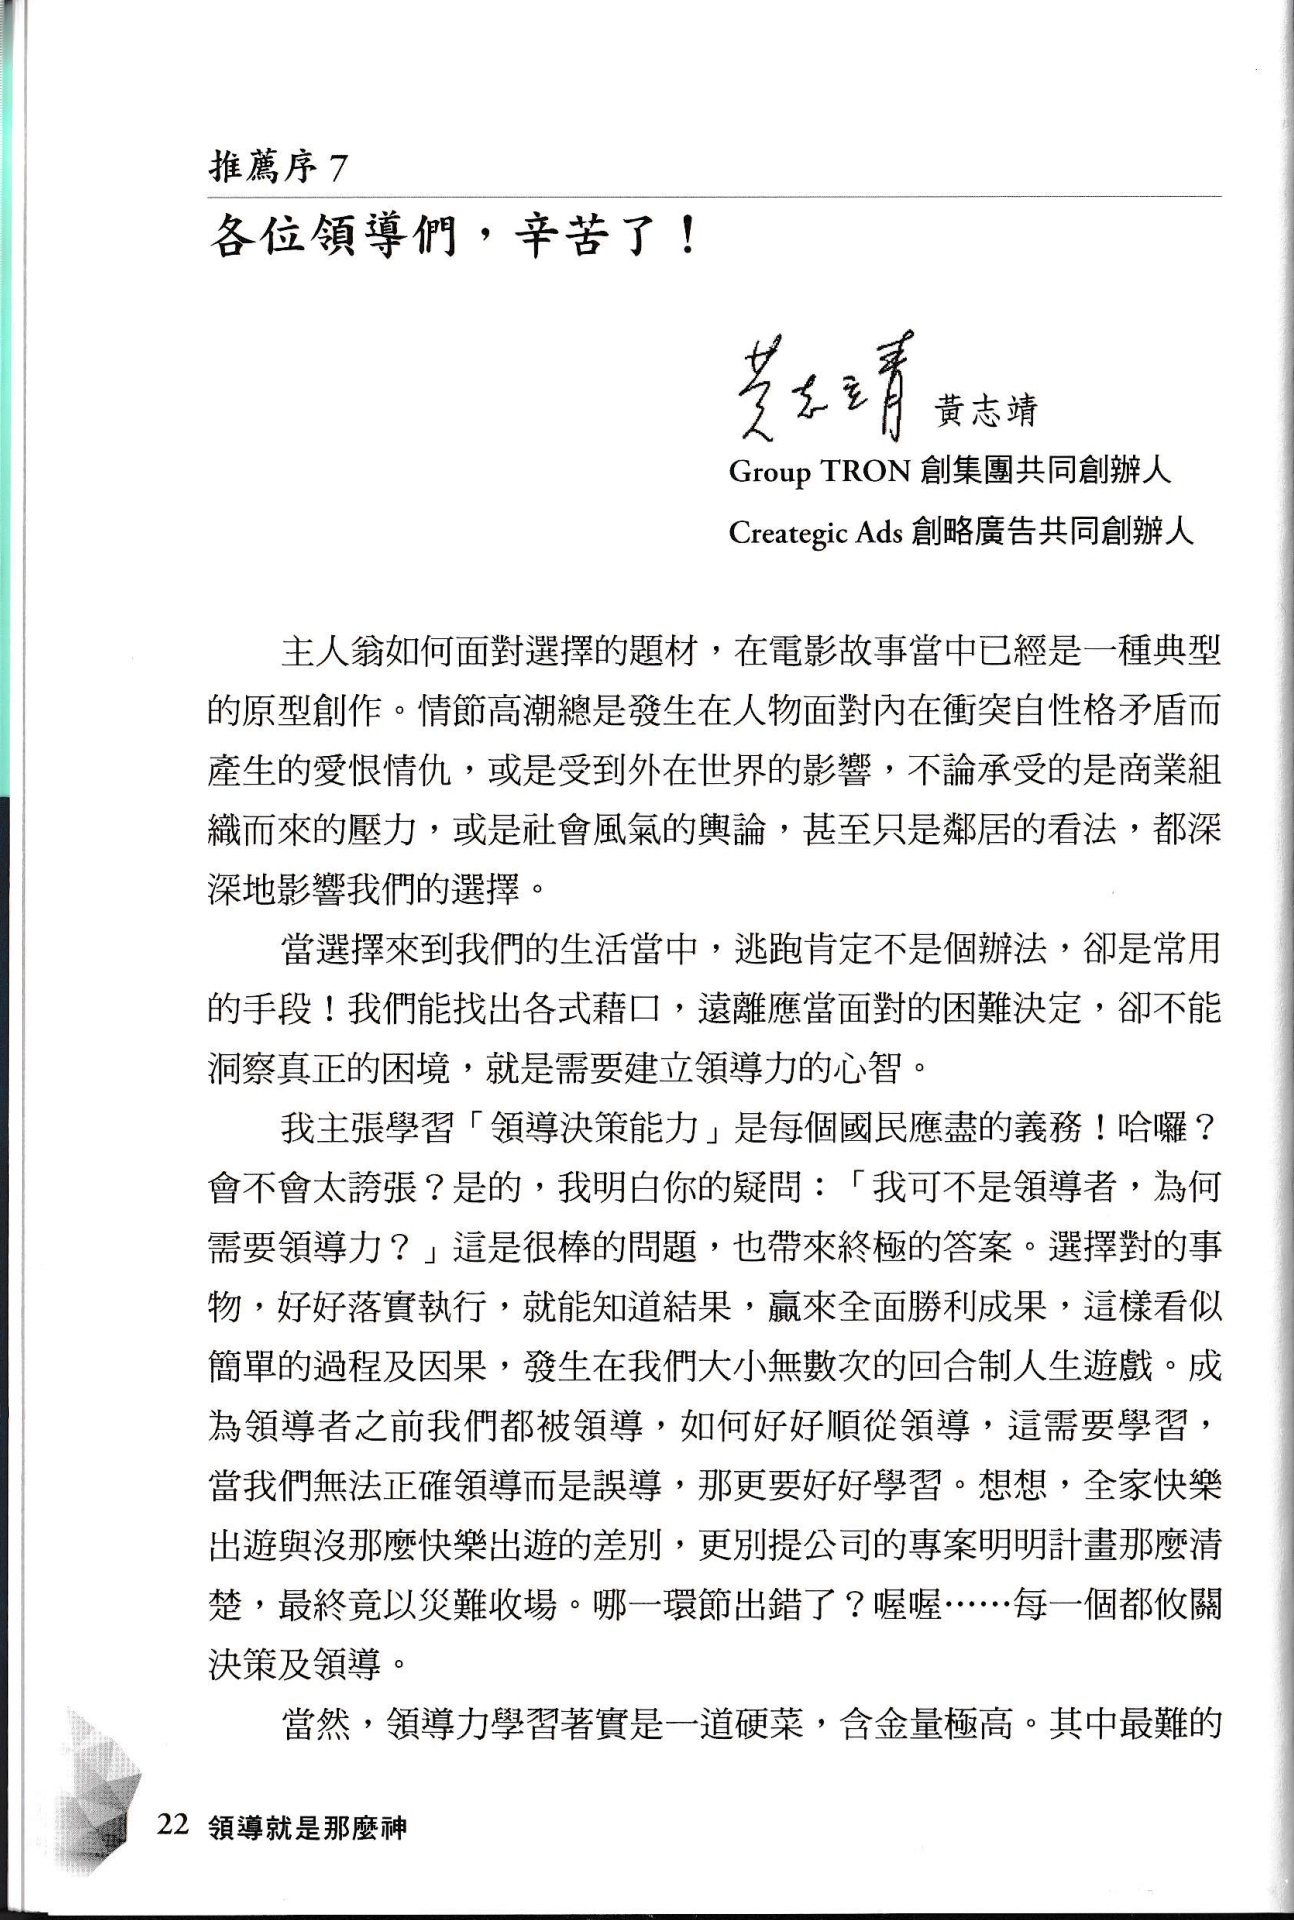 推薦序 7
各位領導們，辛苦了！
黃志靖 黃志靖
Group TRON 創集團共同創辦人
Creategic Ads 創略廣告共同創辦人
主人翁如何面對選擇的題材，在電影故事當中已經是一種典型
的原型創作。情節高潮總是發生在人物面對內在衝突自性格矛盾而
產生的愛恨情仇，或是受到外在世界的影響，不論承受的是商業組
織而來的壓力，或是社會風氣的輿論，甚至只是鄰居的看法，都深
深地影響我們的選擇。
當選擇來到我們的生活當中，逃跑肯定不是個辦法，卻是常用
的手段！我們能找出各式藉口，遠離應當面對的困難決定，卻不能
洞察真正的困境，就是需要建立領導力的心智。
我主張學習「領導決策能力」是每個國民應盡的義務！哈囉？
會不會太誇張？是的，我明白你的疑問：「我可不是領導者，為何
需要領導力？」這是很棒的問題，也帶來終極的答案。選擇對的事
物，好好落實執行，就能知道結果，贏來全面勝利成果，這樣看似
簡單的過程及因果，發生在我們大小無數次的回合制人生遊戲。成
為領導者之前我們都被領導，如何好好順從領導，這需要學習，
當我們無法正確領導而是誤導，那更要好好學習。想想，全家快樂
出遊與沒那麼快樂出遊的差別，更別提公司的專案明明計畫那麼清
楚，最終竟以災難收場。哪一環節出錯了？喔喔……每一個都攸關
決策及領導。
當然，領導力學習著實是一道硬菜，含金量極高。其中最難的
22 領導就是那麼神